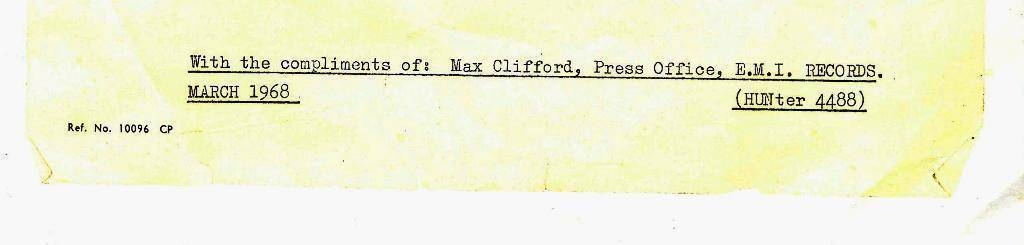 With the compliments of: Max Clifford, Press Office, E.M.I. RECORDS.
MARCH 1968 (HUNter 4488)
Ref. No. 10096 CP